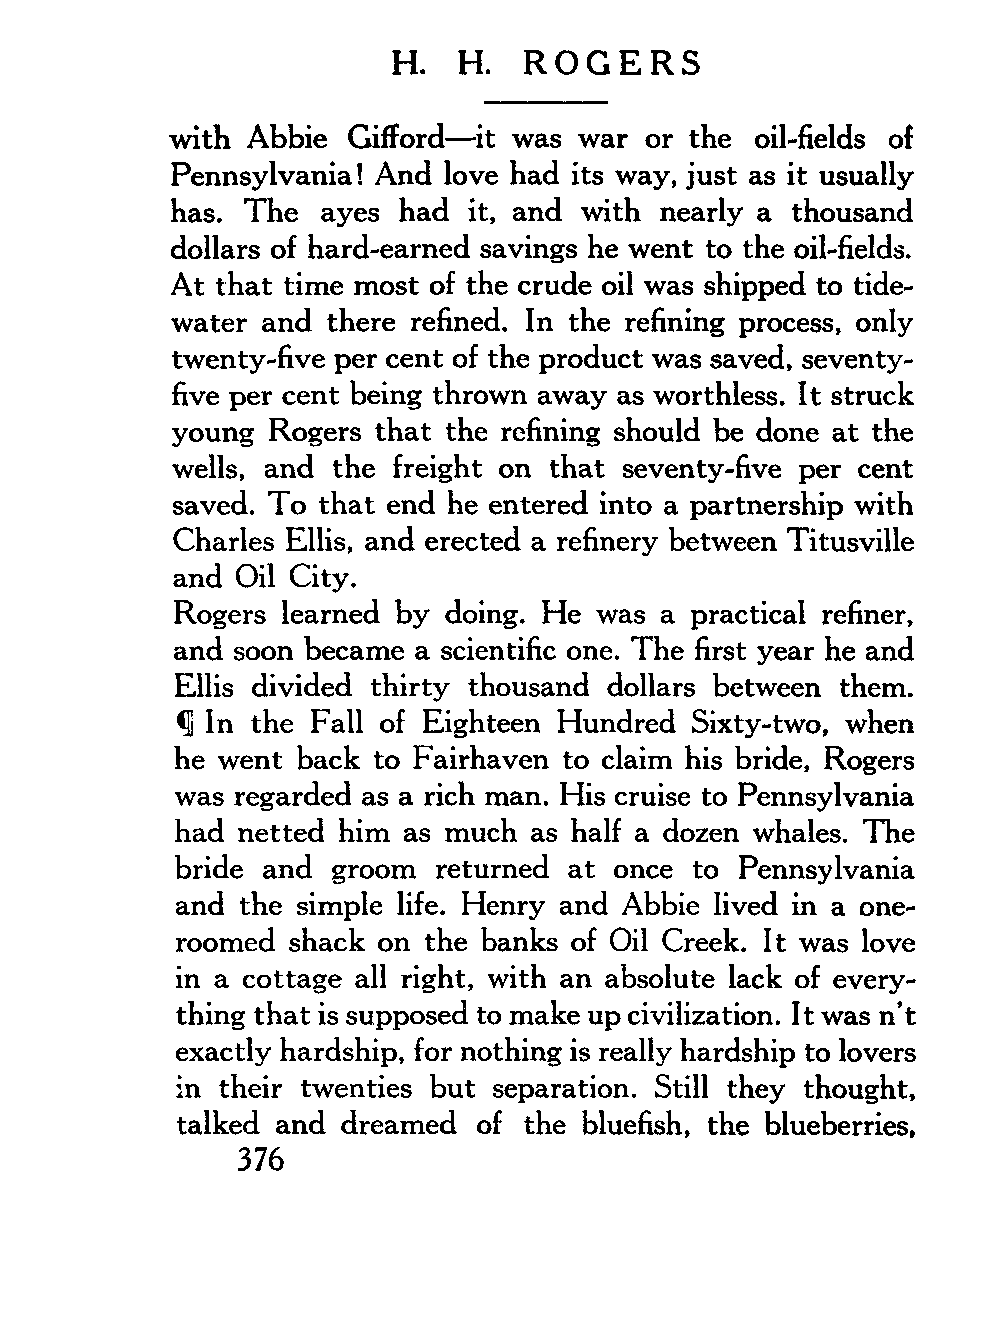 H. H. ROGERS
with Abbie Gifford—it was war or the oil-fields of
Pennsylvania! And love had its way, just as it usually
has. The ayes had it, and with nearly a thousand
dollars of hard-earned savings he went to the oil-fields.
At that time most of the crude oil was shipped to tide-
water and there refined. In the refining process, only
twenty-five per cent of the product was saved, seventy-
five per cent being thrown away as worthless. It struck
young Rogers that the refining should be done at the
wells, and the freight on that seventy-five per cent
saved. To that end he entered into a partnership with
Charles Ellis, and erected a refinery between Titusville
and Oil City.
Rogers learned by doing. He was a practical refiner,
and soon became a scientific one. The first year he and
Ellis divided thirty thousand dollars between them.
¶ In the Fall of Eighteen Hundred Sixty-two, when
he went back to Fairhaven to claim his bride, Rogers
was regarded as a rich man. His cruise to Pennsylvania
had netted him as much as half a dozen whales. The
bride and groom returned at once to Pennsylvania
and the simple life. Henry and Abbie lived in a one-
roomed shack on the banks of Oil Creek. It was love
in a cottage all right, with an absolute lack of every-
thing that is supposed to make up civilization. It was n't
exactly hardship, for nothing is really hardship to lovers
in their twenties but separation. Still they thought,
talked and dreamed of the bluefish, the blueberries,
376